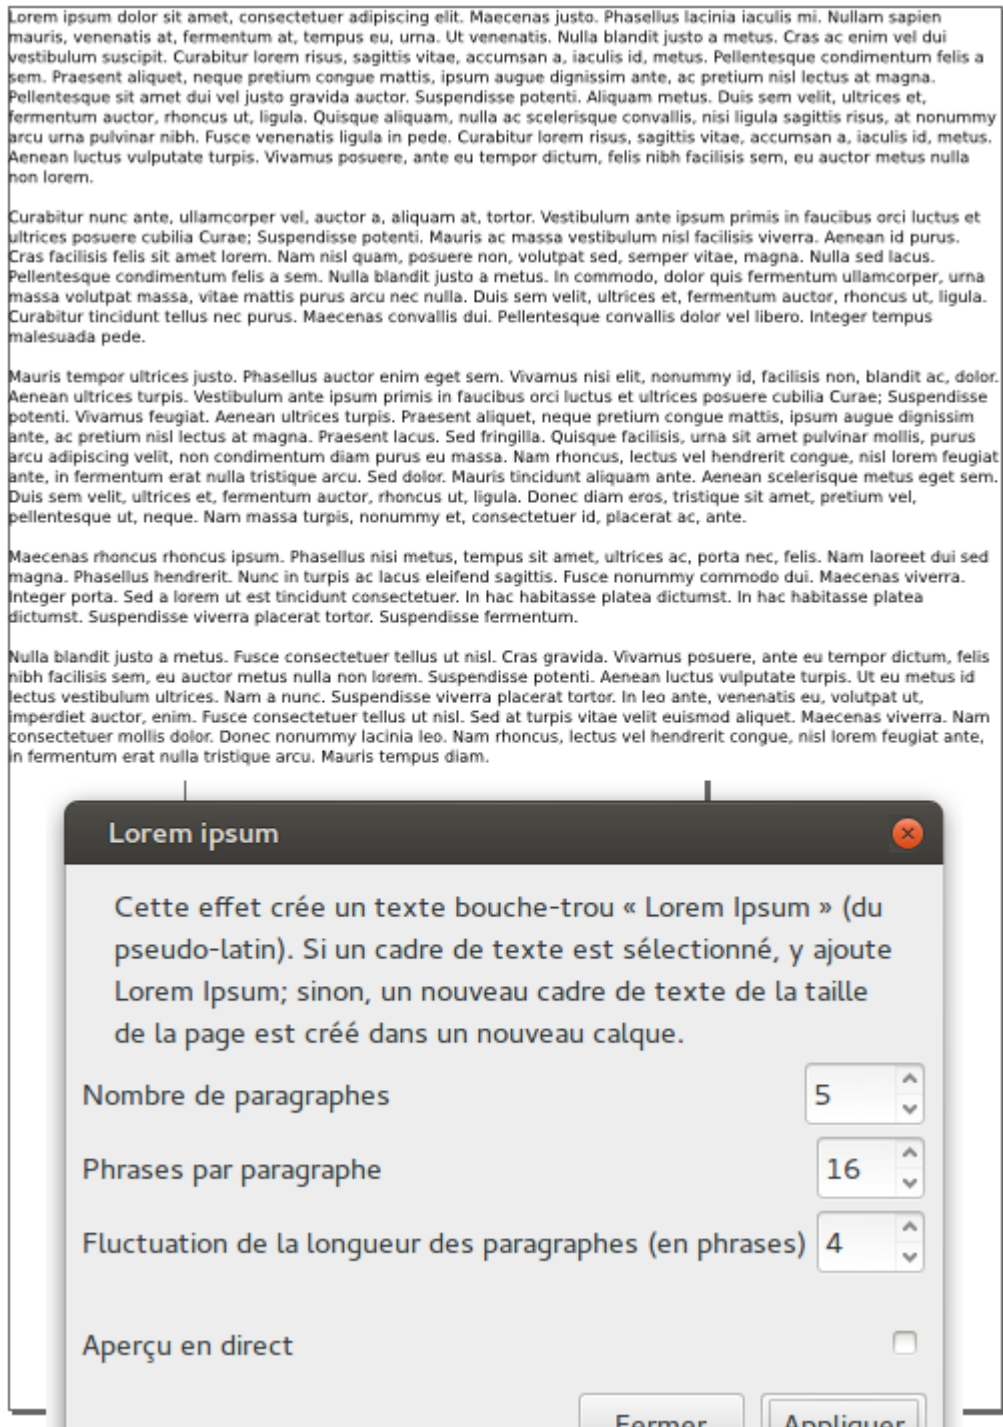 Lorem ipsum dolor sit amet, consectetuer adipiscing elit. Maecenas justo. Phasellus lacinia iaculis mi. Nullam sapien
mauris, venenatis at, fermentum at, tempus eu, urna. Ut venenatis. Nulla blandit justo a metus. Cras ac enim vel dui
vestibulum suscipit. Curabitur lorem risus, sagittis vitae, accumsan a, iaculis id, metus. Pellentesque condimentum felis a
sem. Praesent aliquet, neque pretium congue mattis, ipsum augue dignissim ante, ac pretium nisl lectus at magna.
Pellentesque sit amet dui vel justo gravida auctor. Suspendisse potenti. Aliquam metus. Duis sem velit, ultrices et,
fermentum auctor, rhoncus ut, ligula. Quisque aliquam, nulla ac scelerisque convallis, nisi ligula sagittis risus, at nonummy
arcu urna pulvinar nibh. Fusce venenatis ligula in pede. Curabitur lorem risus, sagittis vitae, accumsan a, iaculis id, metus.
Aenean luctus vulputate turpis. Vivamus posuere, ante eu tempor dictum, felis nibh facilisis sem, eu auctor metus nulla
non lorem.
Curabitur nunc ante, ullamcorper vel, auctor a, aliquam at, tortor. Vestibulum ante ipsum primis in faucibus orci luctus et
ultrices posuere cubilia Curae; Suspendisse potenti. Mauris ac massa vestibulum nisl facilisis viverra. Aenean id purus.
Cras facilisis felis sit amet lorem. Nam nisl quam, posuere non, volutpat sed, semper vitae, magna. Nulla sed lacus.
Pellentesque condimentum felis a sem. Nulla blandit justo a metus. In commodo, dolor quis fermentum ullamcorper, urna
massa volutpat massa, vitae mattis purus arcu nec nulla. Duis sem velit, ultrices et, fermentum auctor, rhoncus ut, ligula.
Curabitur tincidunt tellus nec purus. Maecenas convallis dui. Pellentesque convallis dolor vel libero. Integer tempus
malesuada pede.
Mauris tempor ultrices justo. Phasellus auctor enim eget sem. Vivamus nisi elit, nonummy id, facilisis non, blandit ac, dolor.
Aenean ultrices turpis. Vestibulum ante ipsum primis in faucibus orci luctus et ultrices posuere cubilia Curae; Suspendisse
potenti. Vivamus feugiat. Aenean ultrices turpis. Praesent aliquet, neque pretium congue mattis, ipsum augue dignissim
ante, ac pretium nisl lectus at magna. Praesent lacus. Sed fringilla. Quisque facilisis, urna sit amet pulvinar mollis, purus
arcu adipiscing velit, non condimentum diam purus eu massa. Nam rhoncus, lectus vel hendrerit congue, nisl lorem feugiat
ante, in fermentum erat nulla tristique arcu. Sed dolor. Mauris tincidunt aliquam ante. Aenean scelerisque metus eget sem.
Duis sem velit, ultrices et, fermentum auctor, rhoncus ut, ligula. Donec diam eros, tristique sit amet, pretium vel,
pellentesque ut, neque. Nam massa turpis, nonummy et, consectetuer id, placerat ac, ante.
Maecenas rhoncus rhoncus ipsum. Phasellus nisi metus, tempus sit amet, ultrices ac, porta nec, felis. Nam laoreet dui sed
magna. Phasellus hendrerit. Nunc in turpis ac lacus eleifend sagittis. Fusce nonummy commodo dui. Maecenas viverra.
Integer porta. Sed a lorem ut est tincidunt consectetuer. In hac habitasse platea dictumst. In hac habitasse platea
dictumst. Suspendisse viverra placerat tortor. Suspendisse fermentum.
Nulla blandit justo a metus. Fusce consectetuer tellus ut nisl. Cras gravida. Vivamus posuere, ante eu tempor dictum, felis
nibh facilisis sem, eu auctor metus nulla non lorem. Suspendisse potenti. Aenean luctus vulputate turpis. Ut eu metus id
lectus vestibulum ultrices. Nam a nunc. Suspendisse viverra placerat tortor. In leo ante, venenatis eu, volutpat ut,
imperdiet auctor, enim. Fusce consectetuer tellus ut nisl. Sed at turpis vitae velit euismod aliquet. Maecenas viverra. Nam
consectetuer mollis dolor. Donec nonummy lacinia leo. Nam rhoncus, lectus vel hendrerit congue, nisl lorem feugiat ante,
in fermentum erat nulla tristique arcu. Mauris tempus diam.
Lorem ipsum
Cette effet crée un texte bouche-trou « Lorem Ipsum » (du
pseudo-latin). Si un cadre de texte est sélectionné, y ajoute
Lorem Ipsum; sinon, un nouveau cadre de texte de la taille
de la page est créé dans un nouveau calque.
Nombre de paragraphes 5
Phrases par paragraphe 16
Fluctuation de la longueur des paragraphes (en phrases) 4
Aperçu en direct
Fermer Appliquer